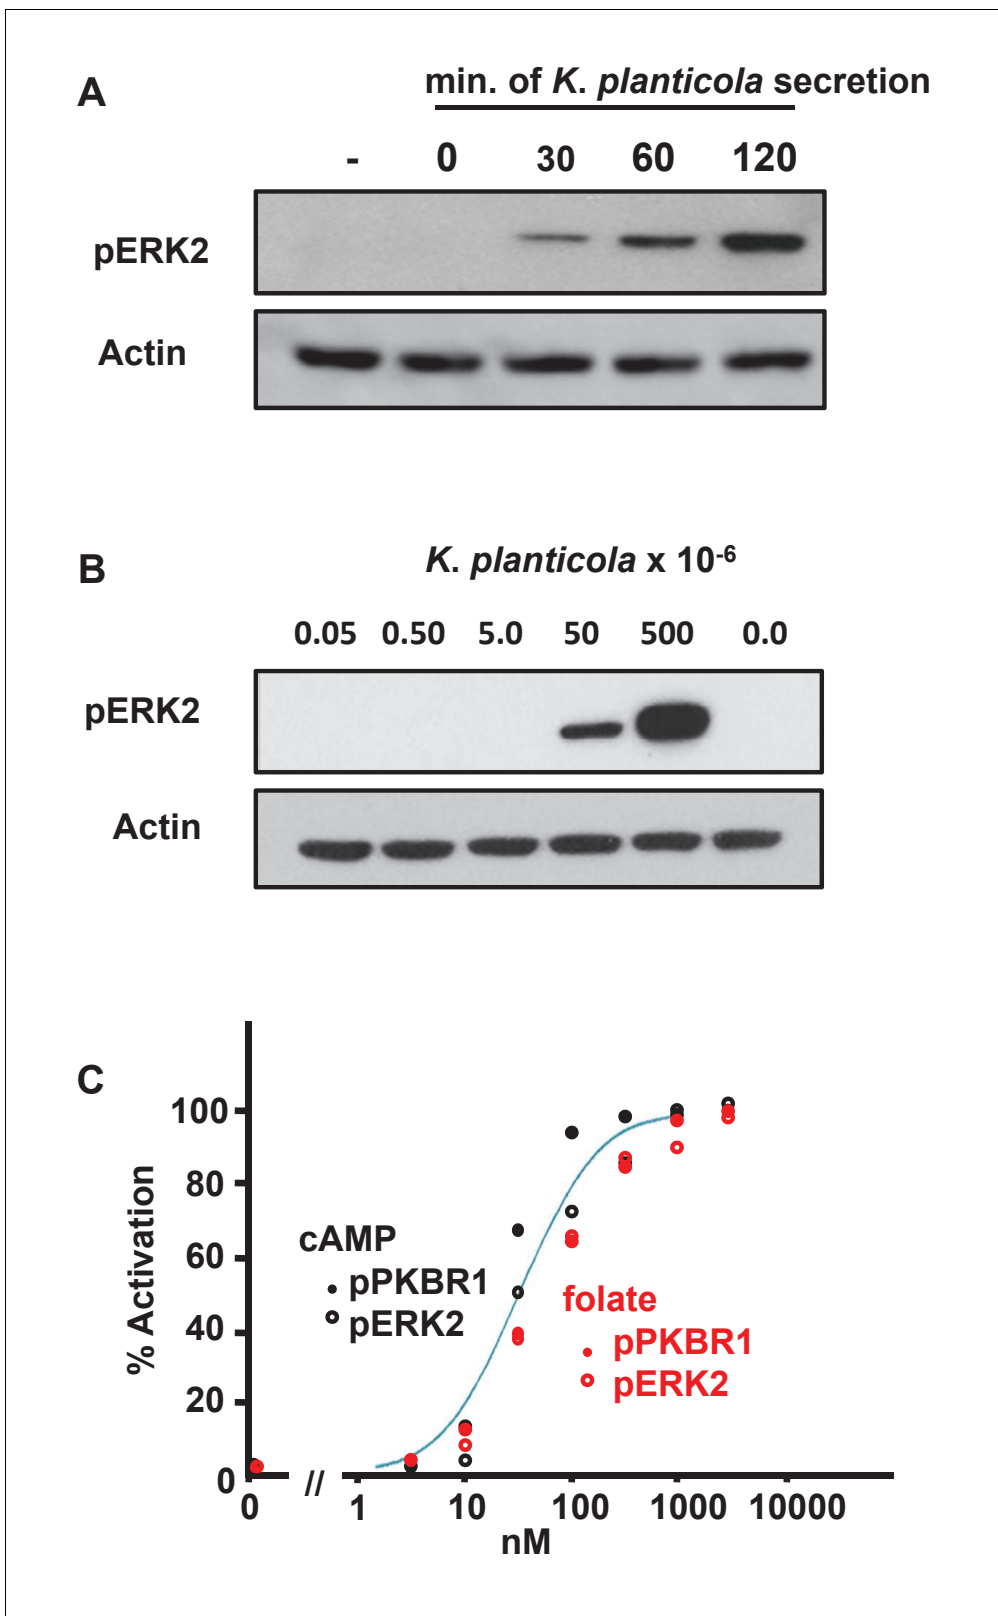 A
min. of K. planticola secretion
- 0 30 60 120
pERK2
Actin
B
K. planticola x 10-6
0.05 0.50 5.0 50 500 0.0
pERK2
Actin
C
% Activation
100
80
60
40
20
0
cAMP
pPKBR1
pERK2
folate
pPKBR1
pERK2
0 // 1 10 100 1000 10000
nM